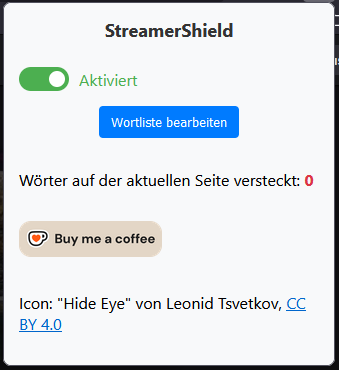 StreamerShield
Aktiviert
Wortliste bearbeiten
Wörter auf der aktuellen Seite versteckt: 0
Buy me a coffee
Icon: "Hide Eye" von Leonid Tsvetkov, CC
BY 4.0